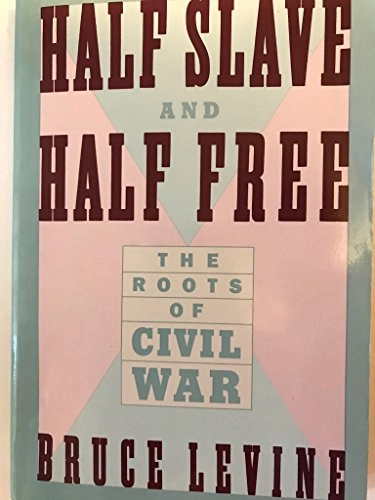 HALF SLAVE
AND
HALF FREE
THE
ROOTS
OF
CIVIL
WAR
BRUCE LEVINE